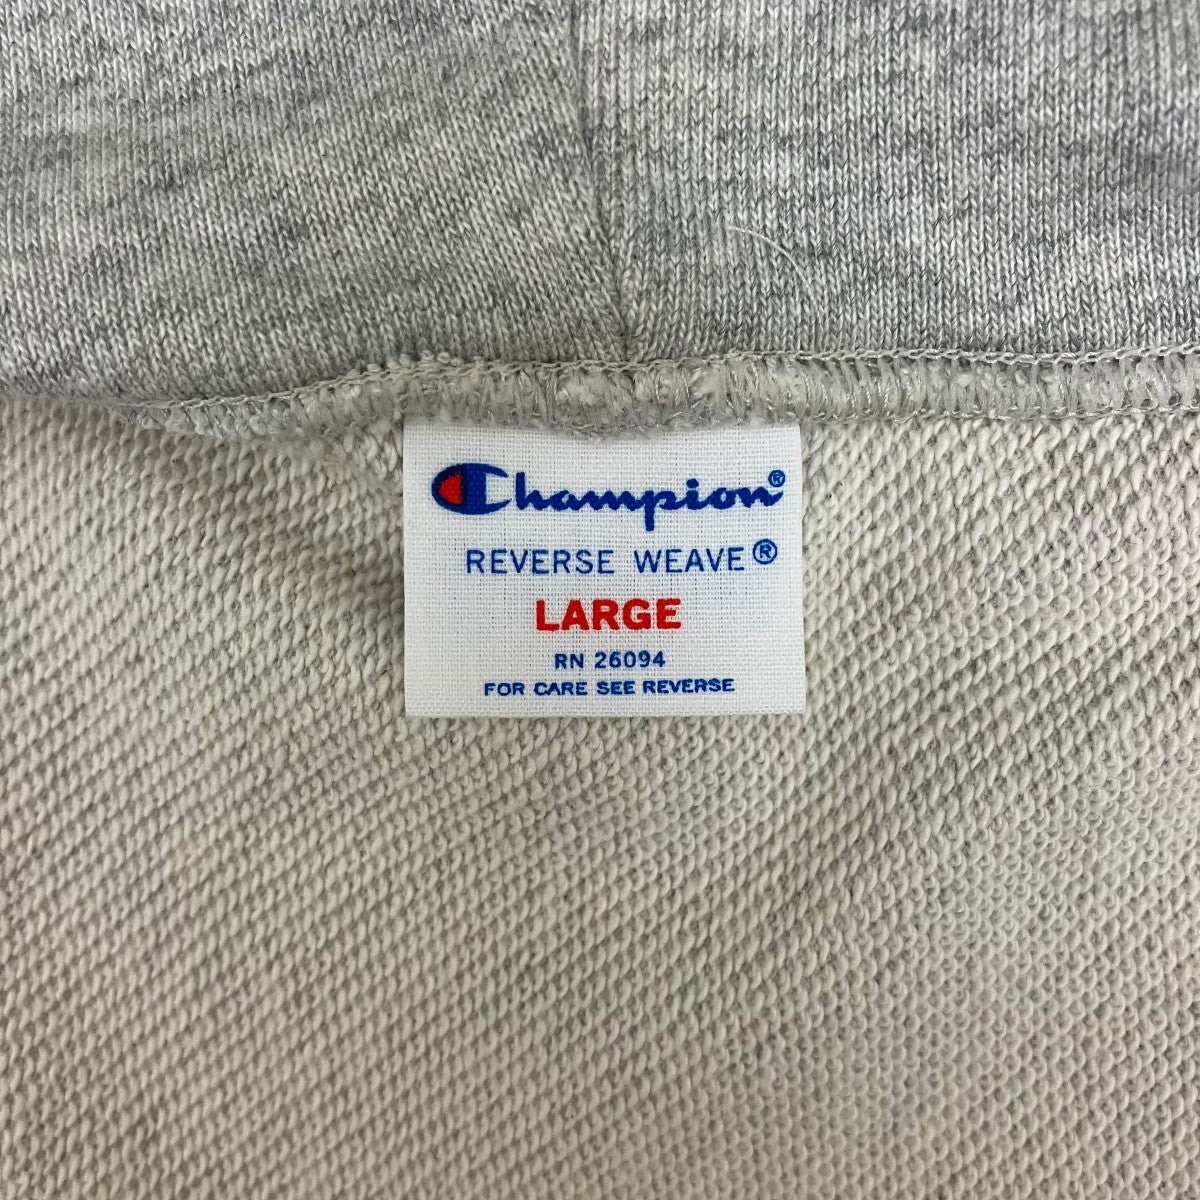 Champion®
REVERSE WEAVE®
LARGE
RN 26094
FOR CARE SEE REVERSE